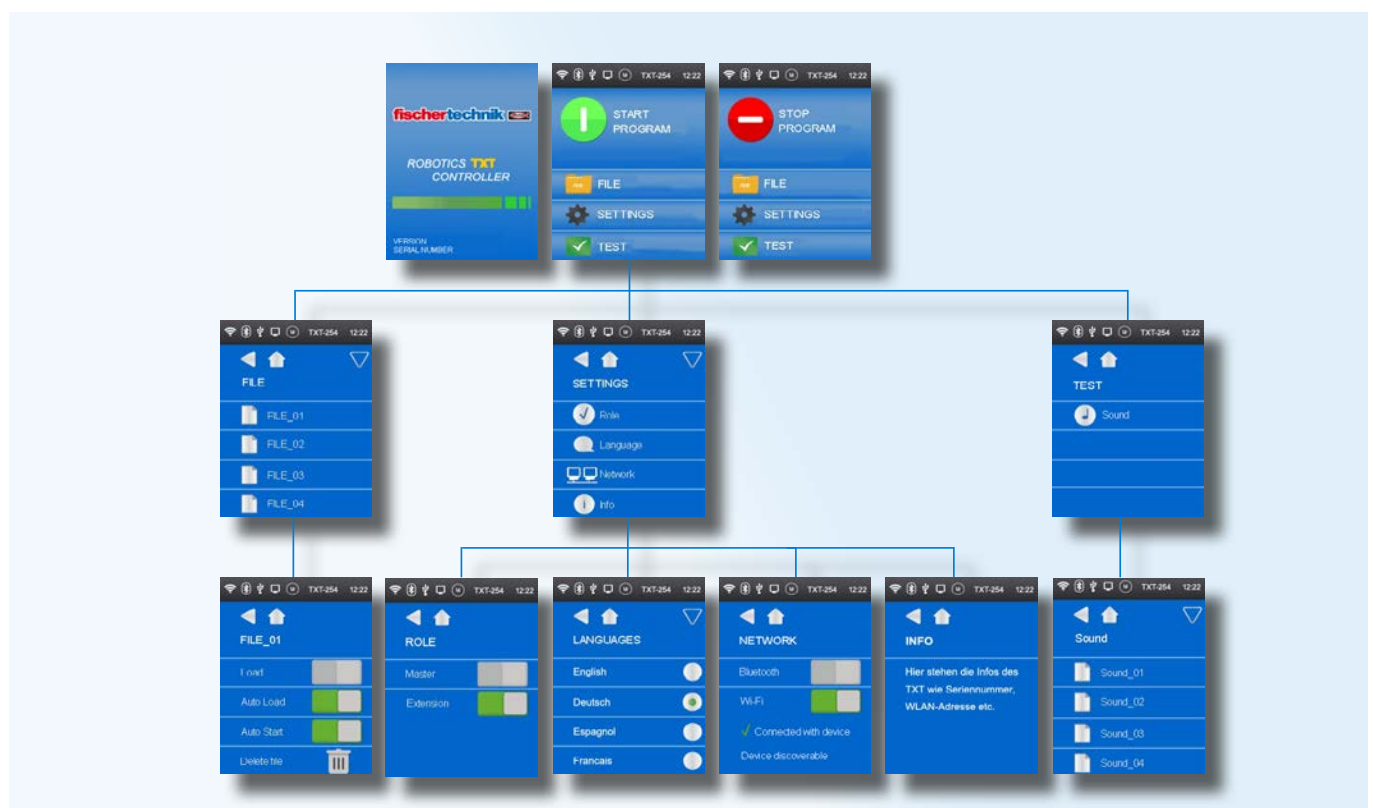 fischertechnik
ROBOTICS TXT
CONTROLLER
VERSION
SERIAL NUMBER
TXT-254 12:22
START
PROGRAM
FILE
SETTINGS
TEST
TXT-254 12:22
STOP
PROGRAM
FILE
SETTINGS
TEST
TXT-254 12:22
FILE
FILE_01
FILE_02
FILE_03
FILE_04
TXT-254 12:22
SETTINGS
Role
Language
Network
Info
TXT-254 12:22
TEST
Sound
TXT-254 12:22
FILE_01
Load
Auto Load
Auto Start
Delete file
TXT-254 12:22
ROLE
Master
Extension
TXT-254 12:22
LANGUAGES
English
Deutsch
Espagnol
Francais
TXT-254 12:22
NETWORK
Bluetooth
Wi-Fi
Connected with device
Device discoverable
TXT-254 12:22
INFO
Hier stehen die Infos des
TXT wie Seriennummer,
WLAN-Adresse etc.
TXT-254 12:22
Sound
Sound_01
Sound_02
Sound_03
Sound_04